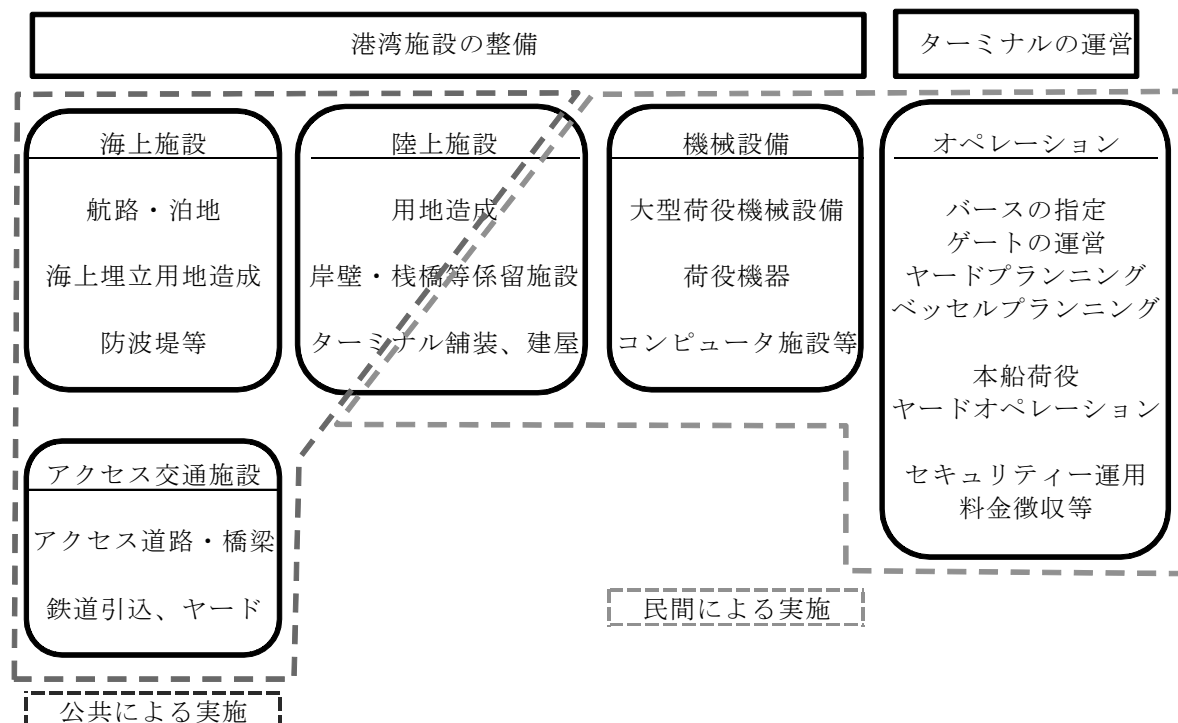 港湾施設の整備
ターミナルの運営
海上施設
航路・泊地
海上埋立用地造成
防波堤等
陸上施設
用地造成
岸壁・桟橋等係留施設
ターミナル舗装、建屋
機械設備
大型荷役機械設備
荷役機器
コンピュータ施設等
オペレーション
バースの指定
ゲートの運営
ヤードプランニング
ベッセルプランニング
本船荷役
ヤードオペレーション
セキュリティー運用
料金徴収等
アクセス交通施設
アクセス道路・橋梁
鉄道引込、ヤード
民間による実施
公共による実施